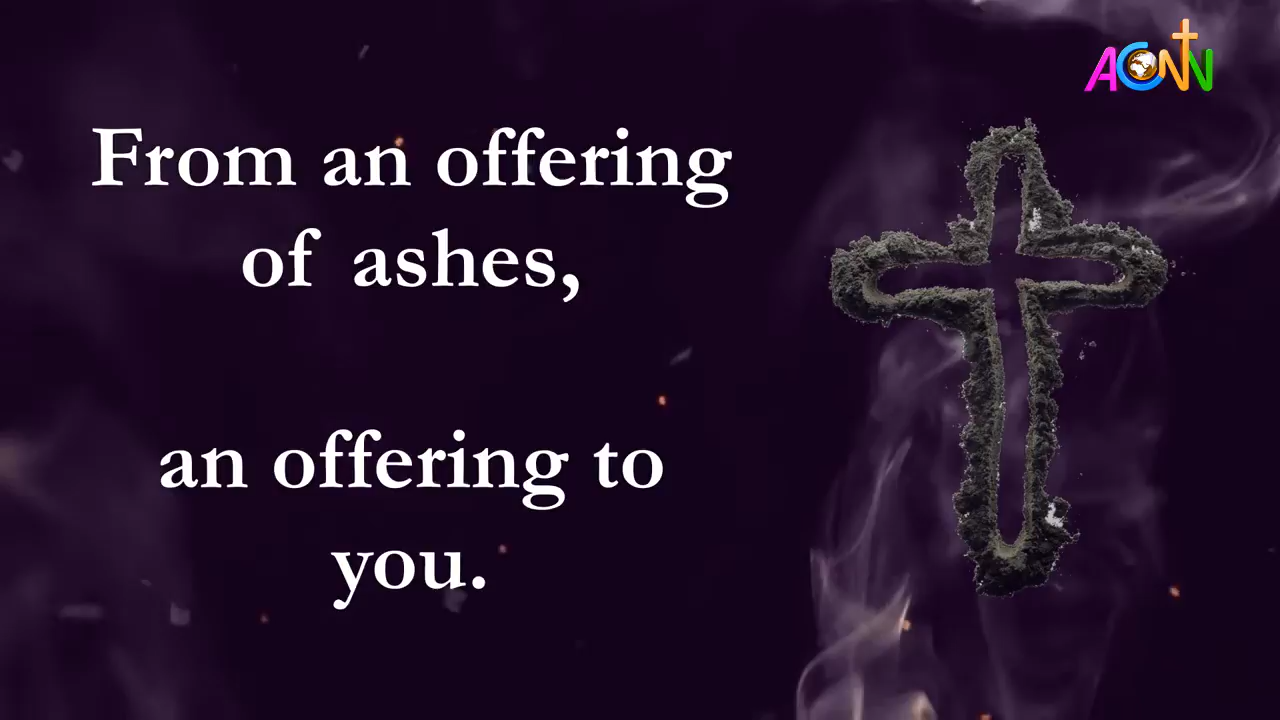 ACNN
From an offering
of ashes,
an offering to
you.